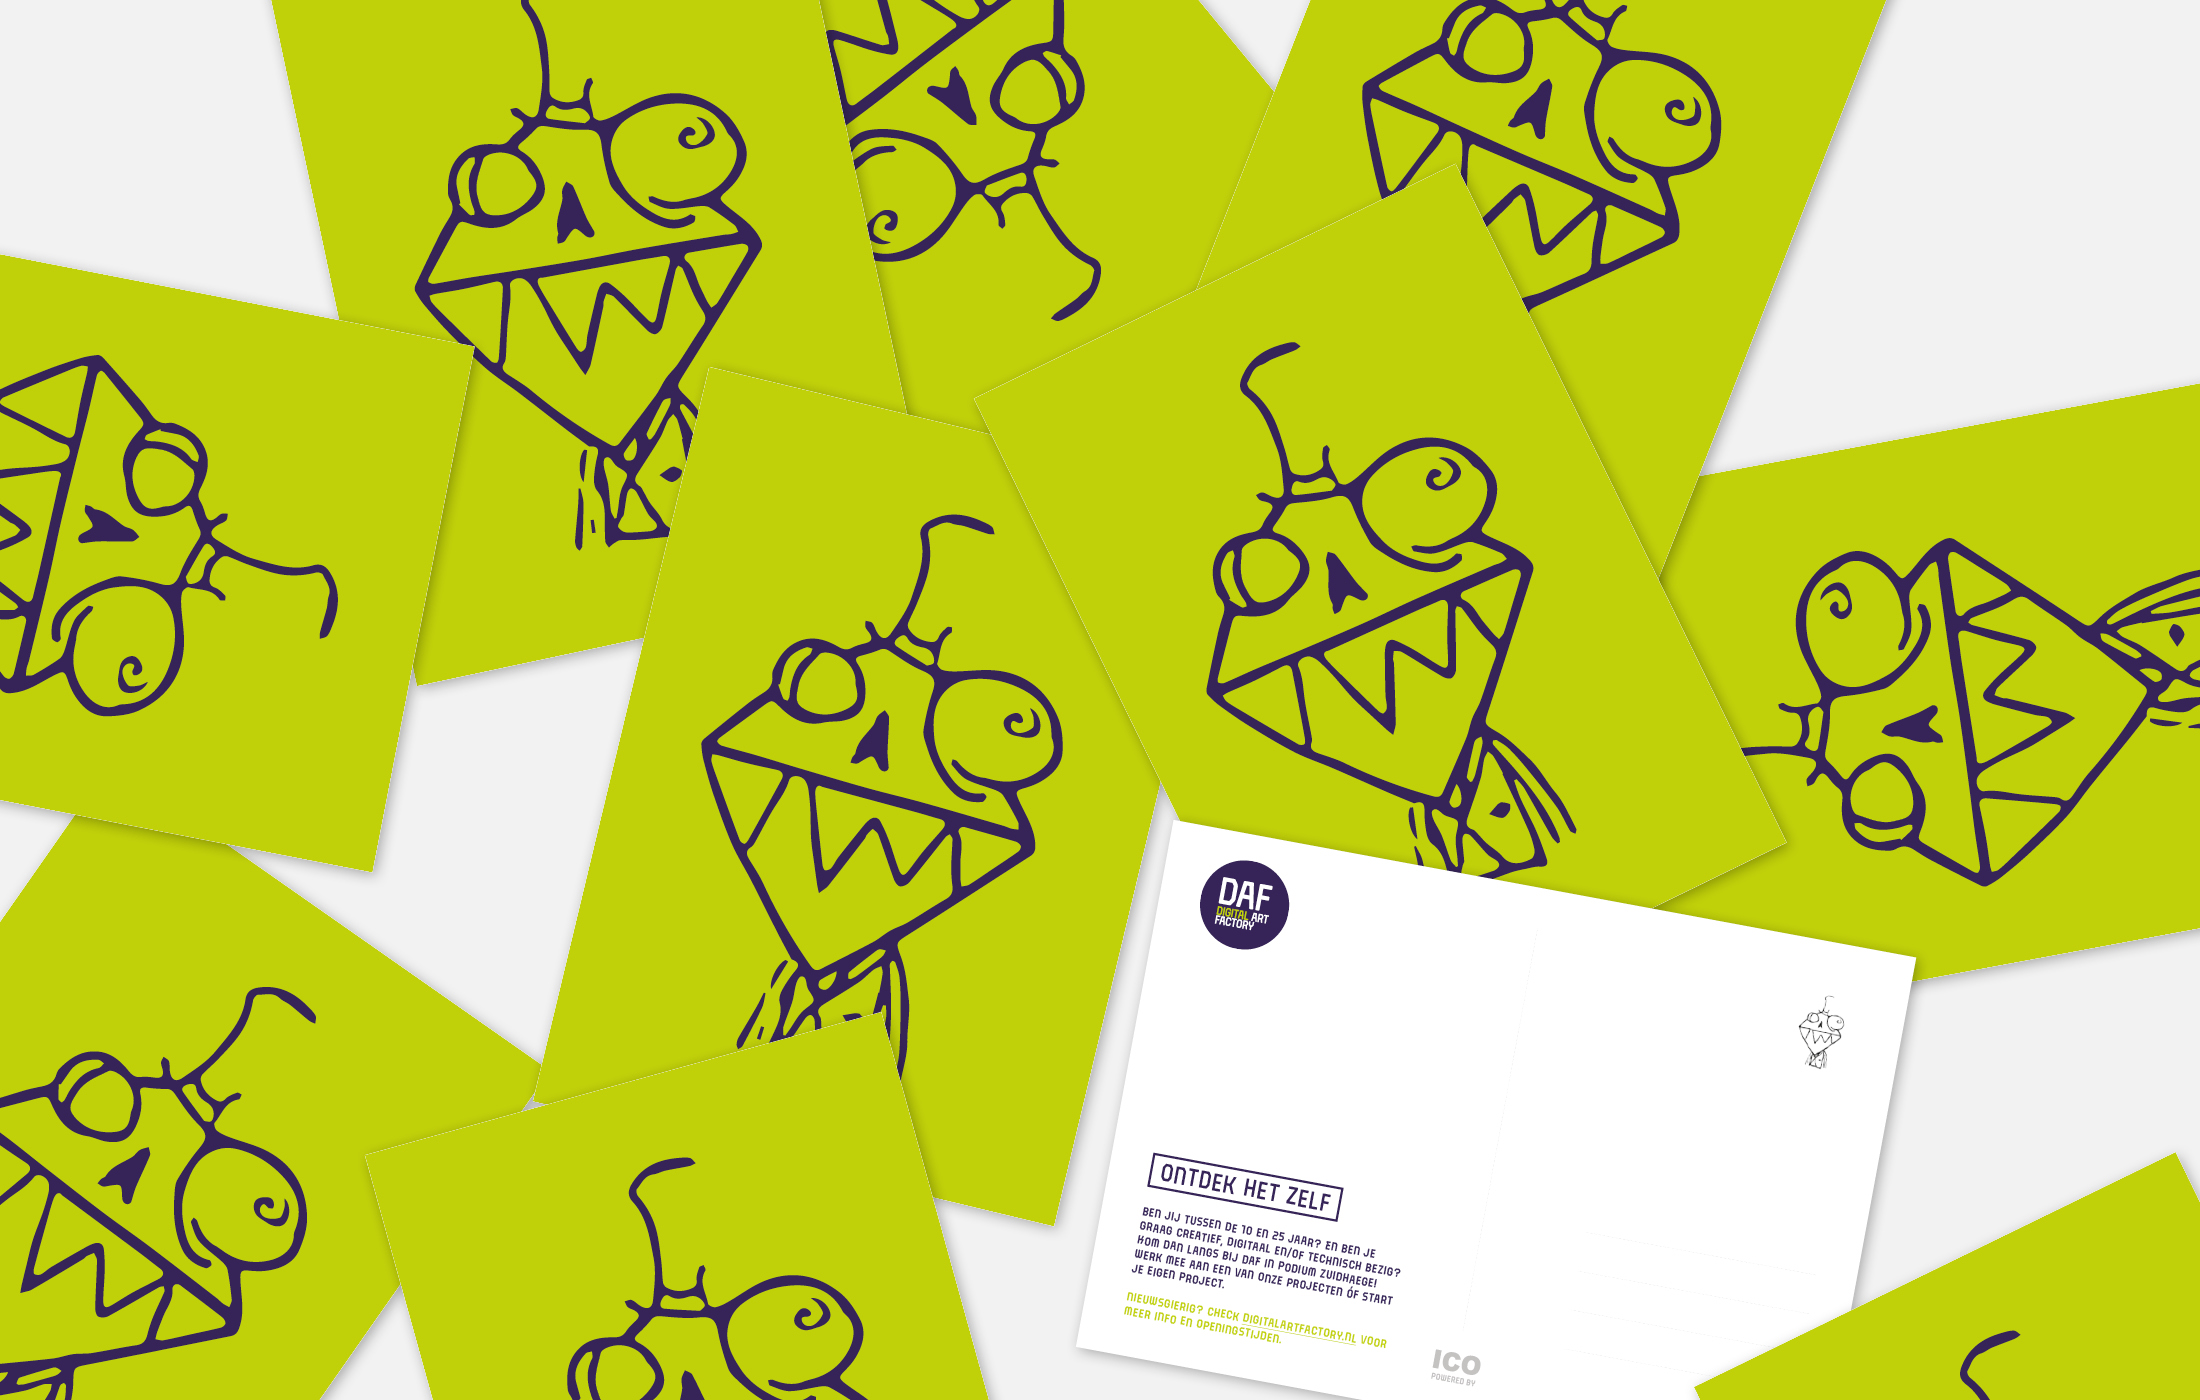 DAF
DIGITAL ART
FACTORY
ONTDEK HET ZELF
BEN JIJ TUSSEN DE 10 EN 25 JAAR? EN BEN JE
GRAAG CREATIEF, DIGITAAL EN/OF TECHNISCH BEZIG?
KOM DAN LANGS BIJ DAF IN PODIUM ZUIDHAEGE!
WERK MEE AAN EEN VAN ONZE PROJECTEN ÓF START
JE EIGEN PROJECT.
NIEUWSGIERIG? CHECK DIGITALARTFACTORY.NL VOOR
MEER INFO EN OPENINGSTIJDEN.
ICO
POWERED BY